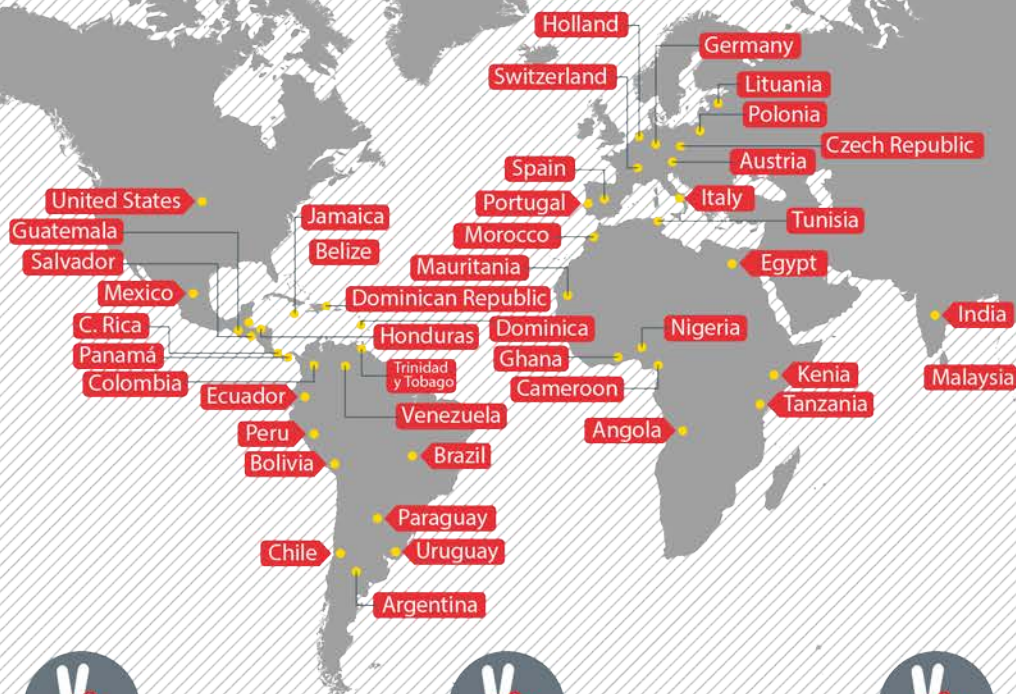 Holland
Germany
Switzerland
Lituania
Polonia
Czech Republic
Austria
Spain
United States
Portugal
Italy
Jamaica
Tunisia
Guatemala
Morocco
Belize
Salvador
Mauritania
Egypt
Mexico
Dominican Republic
India
C. Rica
Honduras
Dominica
Nigeria
Panamá
Ghana
Trinidad
y Tobago
Kenia
Malaysia
Colombia
Cameroon
Ecuador
Tanzania
Venezuela
Peru
Angola
Bolivia
Brazil
Paraguay
Chile
Uruguay
Argentina